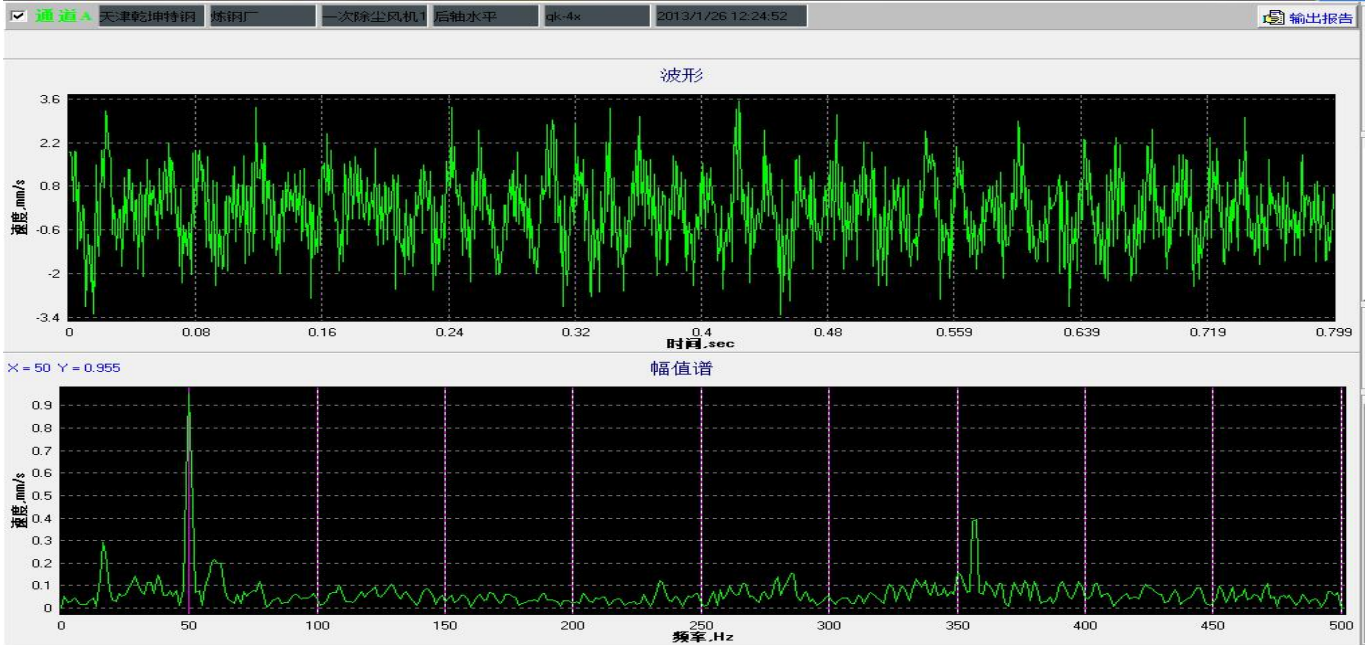 通道A 天津乾坤特钢 炼钢厂 一次除尘风机1 后轴水平 qk-4x 2013/1/26 12:24:52 输出报告
波形
3.6
2.2
0.8
-0.6
-2
-3.4
速度,mm/s
0 0.08 0.16 0.24 0.32 0.4 0.48 0.559 0.639 0.719 0.799
时间,sec
X = 50 Y = 0.955
幅值谱
0.9
0.8
0.7
0.6
0.5
0.4
0.3
0.2
0.1
0
速度,mm/s
0 50 100 150 200 250 300 350 400 450 500
频率,Hz